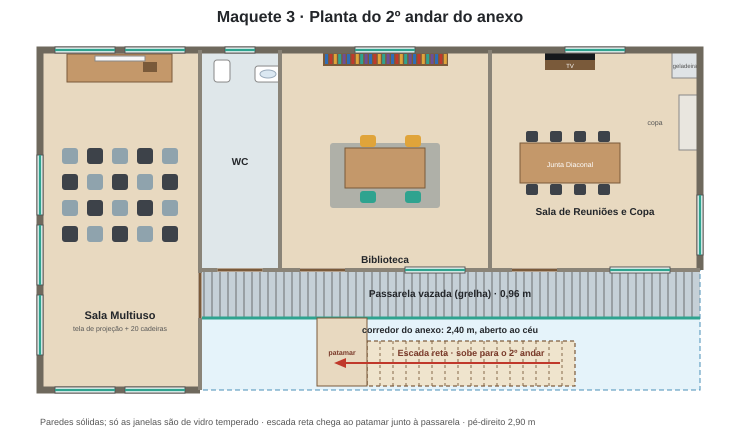 Maquete 3 · Planta do 2º andar do anexo
TV
geladeira
copa
WC
Junta Diaconal
Sala de Reuniões e Copa
Biblioteca
Passarela vazada (grelha) · 0,96 m
Sala Multiuso
tela de projeção + 20 cadeiras
corredor do anexo: 2,40 m, aberto ao céu
patamar
Escada reta · sobe para o 2º andar
Paredes sólidas; só as janelas são de vidro temperado · escada reta chega ao patamar junto à passarela · pé-direito 2,90 m